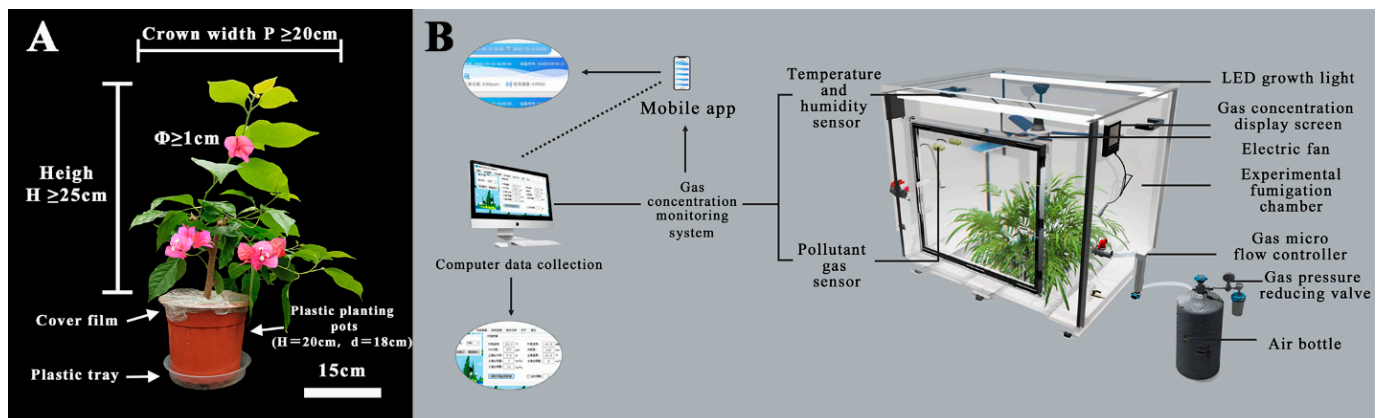 A
Crown width P ≥20cm
Φ≥1cm
Heigh
H ≥25cm
Cover film
Plastic planting
pots
(H=20cm, d=18cm)
Plastic tray
15cm
B
Mobile app
Computer data collection
Gas
concentration
monitoring
system
Temperature
and
humidity
sensor
Pollutant
gas
sensor
LED growth light
Gas concentration
display screen
Electric fan
Experimental
fumigation
chamber
Gas micro
flow controller
Gas pressure
reducing valve
Air bottle